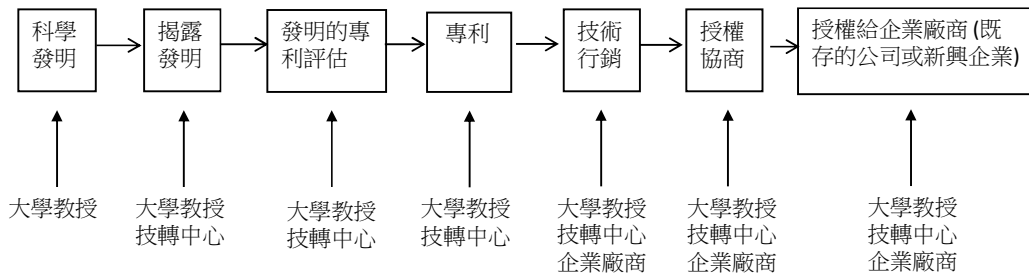 科學
發明
揭露
發明
發明的專
利評估
專利
技術
行銷
授權
協商
授權給企業廠商 (既
存的公司或新興企業)
大學教授
大學教授
技轉中心
大學教授
技轉中心
大學教授
技轉中心
大學教授
技轉中心
企業廠商
大學教授
技轉中心
企業廠商
大學教授
技轉中心
企業廠商